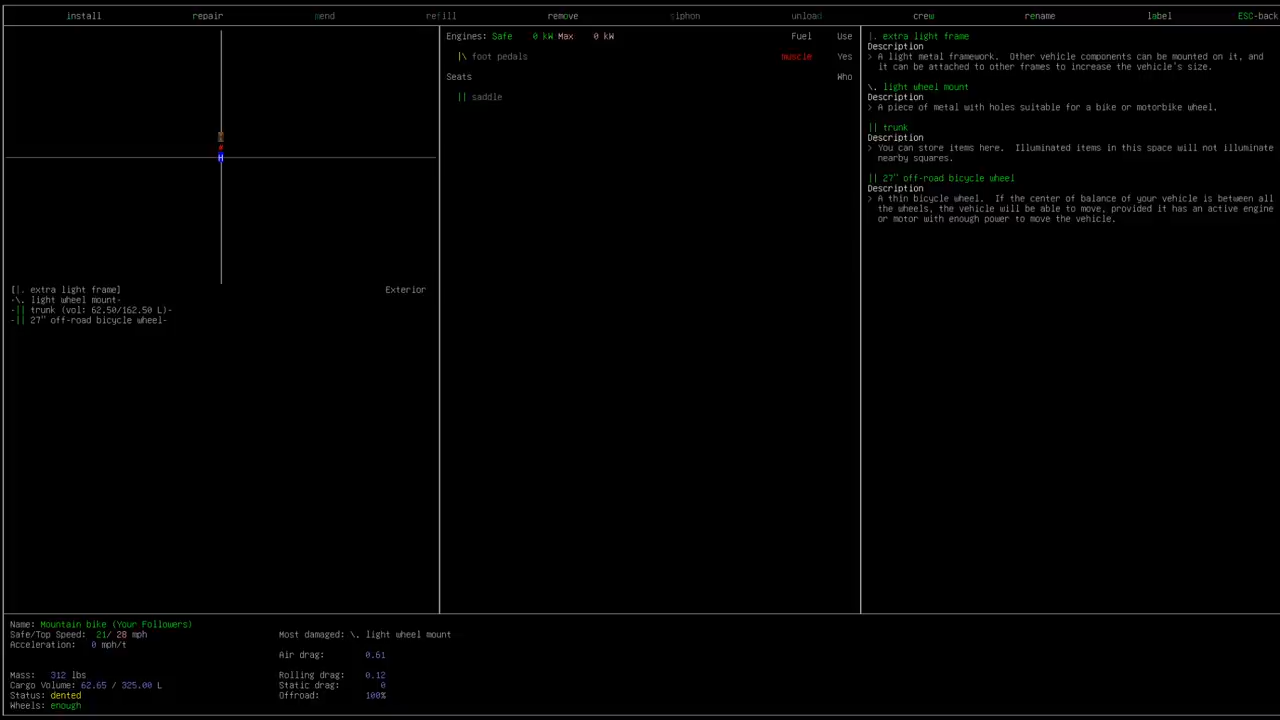 install repair mend refill remove siphon unload crew rename label ESC-back
Engines: Safe 0 kW Max 0 kW Fuel Use
|\ foot pedals muscle Yes
Seats Who
|| saddle
|. extra light frame
Description
> A light metal framework. Other vehicle components can be mounted on it, and
it can be attached to other frames to increase the vehicle's size.
\. light wheel mount
Description
> A piece of metal with holes suitable for a bike or motorbike wheel.
|| trunk
Description
> You can store items here. Illuminated items in this space will not illuminate
nearby squares.
|| 27" off-road bicycle wheel
Description
> A thin bicycle wheel. If the center of balance of your vehicle is between all
the wheels, the vehicle will be able to move, provided it has an active engine
or motor with enough power to move the vehicle.
#
H
[|. extra light frame] Exterior
-\. light wheel mount-
-|| trunk (vol: 62.50/162.50 L)-
-|| 27" off-road bicycle wheel-
Name: Mountain bike (Your Followers)
Safe/Top Speed: 21/ 28 mph
Acceleration: 0 mph/t
Mass: 312 lbs
Cargo Volume: 62.65 / 325.00 L
Status: dented
Wheels: enough
Most damaged: \. light wheel mount
Air drag: 0.61
Rolling drag: 0.12
Static drag: 0
Offroad: 100%